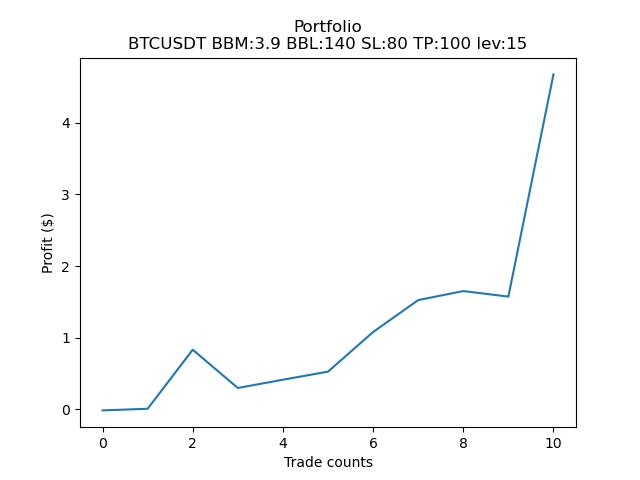 Portfolio
BTCUSDT BBM:3.9 BBL:140 SL:80 TP:100 lev:15
Profit ($)
4
3
2
1
0
0 2 4 6 8 10
Trade counts